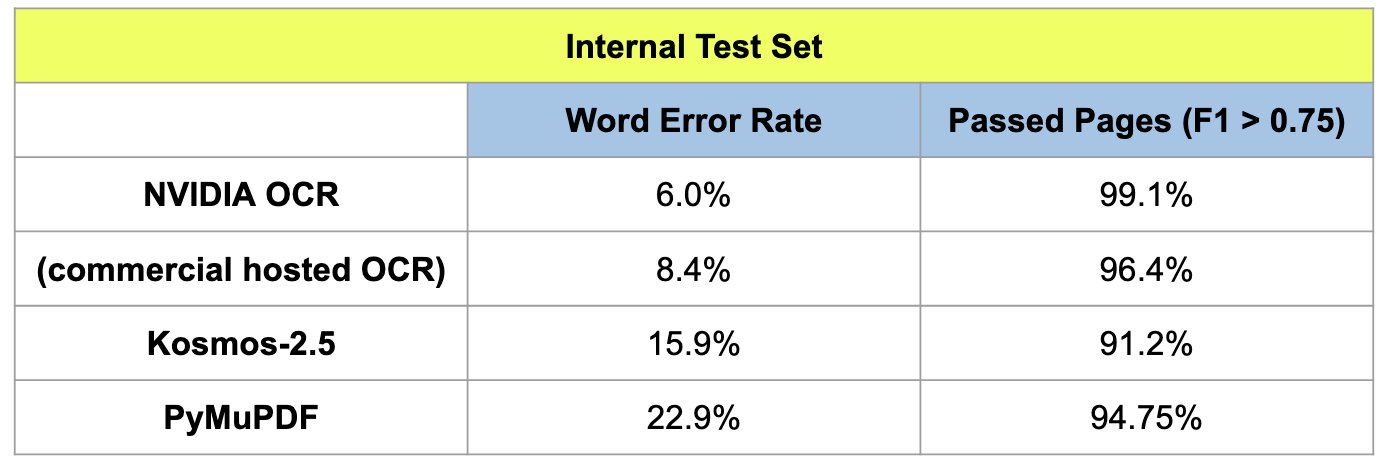 Internal Test Set
Word Error Rate Passed Pages (F1 > 0.75)
NVIDIA OCR 6.0% 99.1%
(commercial hosted OCR) 8.4% 96.4%
Kosmos-2.5 15.9% 91.2%
PyMuPDF 22.9% 94.75%